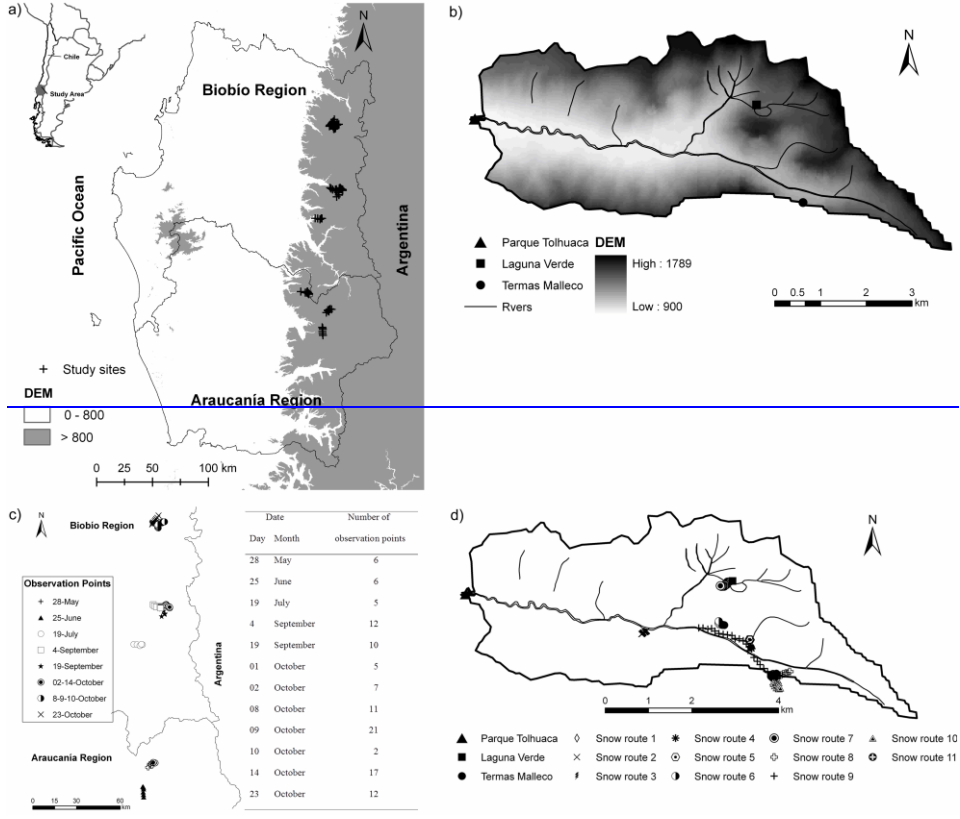 a)
N
Chile
Study Area
Biobío Region
Pacific Ocean
Argentina
Araucanía Region
+ Study sites
DEM
0 - 800
> 800
0 25 50 100 km
b)
N
Parque Tolhuaca
Laguna Verde
Termas Malleco
Rvers
DEM
High : 1789
Low : 900
0 0.5 1 2 3
km
c)
N
Biobío Region
Observation Points
28-May
25-June
19-July
4-September
19-September
02-14-October
8-9-10-October
23-October
Argentina
Araucanía Region
0 15 30 60
km
Date Number of
Day Month observation points
28 May 6
25 June 6
19 July 5
4 September 12
19 September 10
01 October 5
02 October 7
08 October 11
09 October 21
10 October 2
14 October 17
23 October 12
d)
N
0 1 2 4
km
Parque Tolhuaca Snow route 1 Snow route 4 Snow route 7 Snow route 10
Laguna Verde Snow route 2 Snow route 5 Snow route 8 Snow route 11
Termas Malleco Snow route 3 Snow route 6 Snow route 9